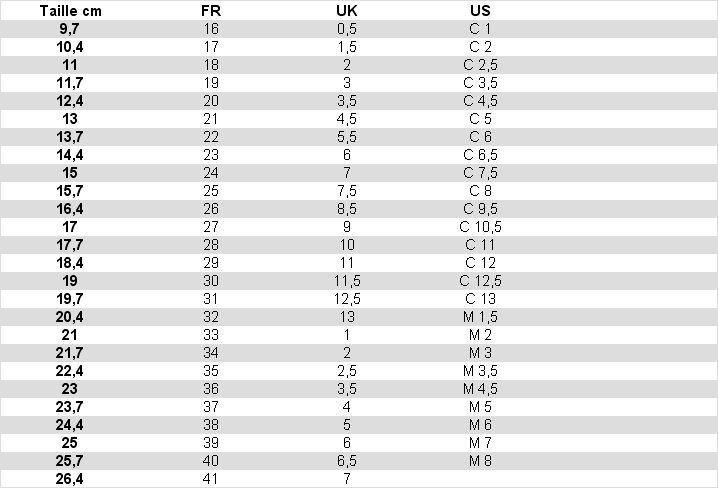 Taille cm FR UK US
9,7 16 0,5 C 1
10,4 17 1,5 C 2
11 18 2 C 2,5
11,7 19 3 C 3,5
12,4 20 3,5 C 4,5
13 21 4,5 C 5
13,7 22 5,5 C 6
14,4 23 6 C 6,5
15 24 7 C 7,5
15,7 25 7,5 C 8
16,4 26 8,5 C 9,5
17 27 9 C 10,5
17,7 28 10 C 11
18,4 29 11 C 12
19 30 11,5 C 12,5
19,7 31 12,5 C 13
20,4 32 13 M 1,5
21 33 1 M 2
21,7 34 2 M 3
22,4 35 2,5 M 3,5
23 36 3,5 M 4,5
23,7 37 4 M 5
24,4 38 5 M 6
25 39 6 M 7
25,7 40 6,5 M 8
26,4 41 7